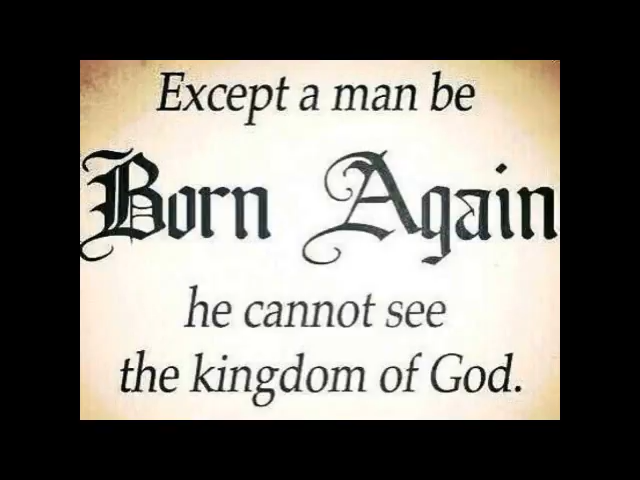 Except a man be
Born Again
he cannot see
the kingdom of God.